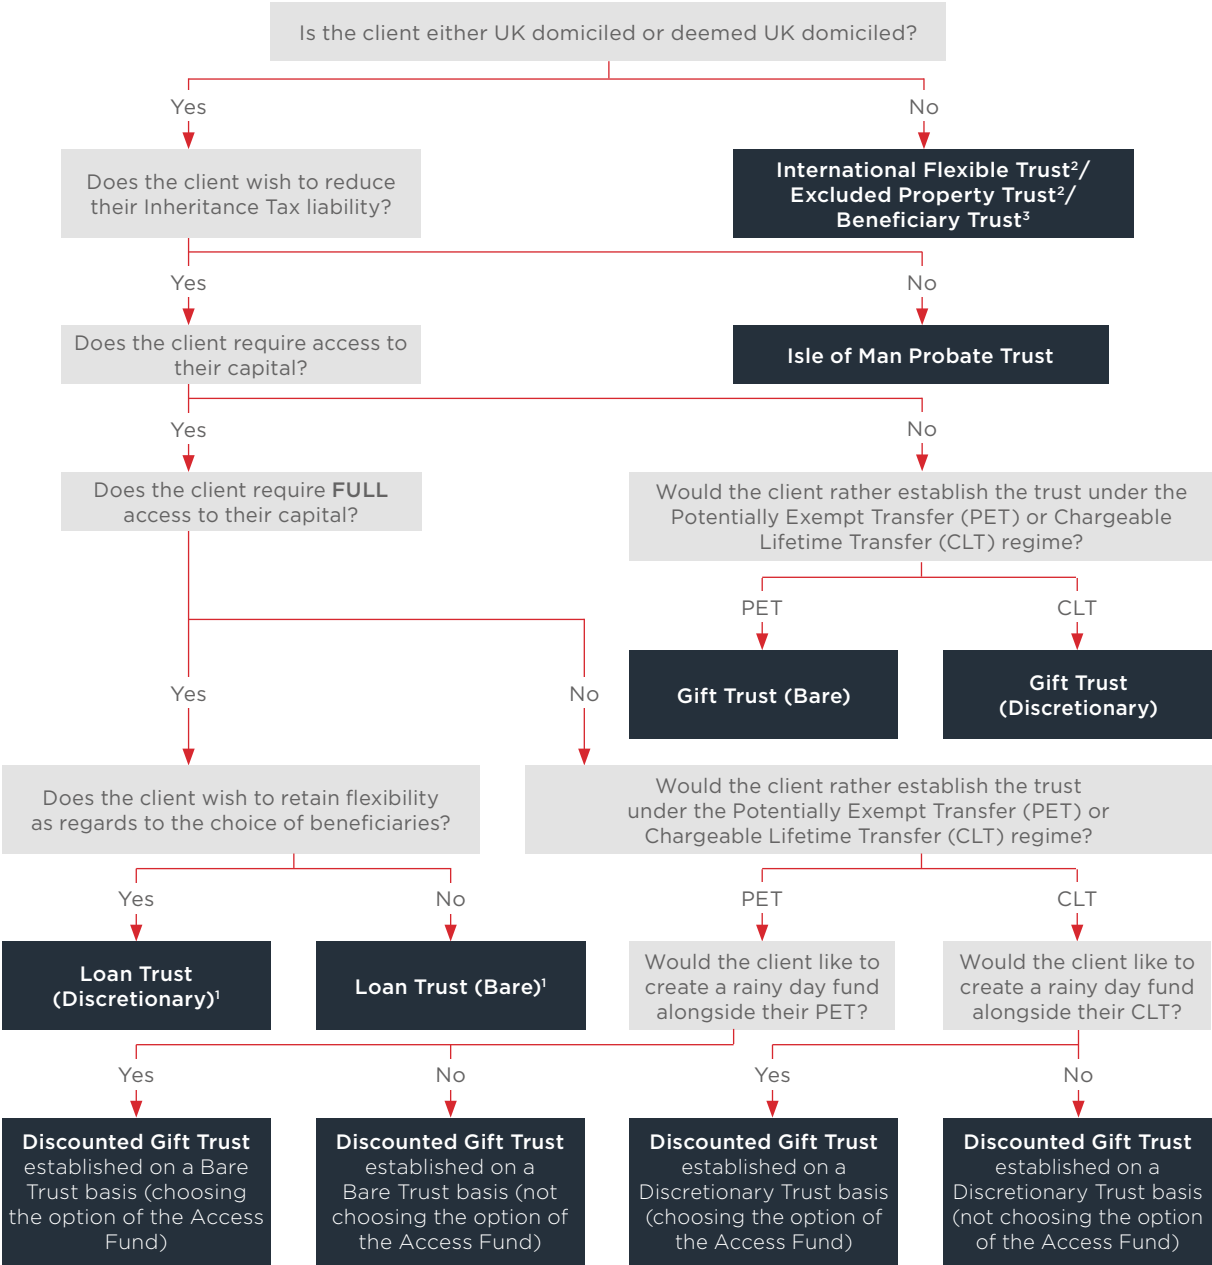 Is the client either UK domiciled or deemed UK domiciled?
Yes
No
Does the client wish to reduce
their Inheritance Tax liability?
International Flexible Trust²/
Excluded Property Trust²/
Beneficiary Trust³
Yes
No
Does the client require access to
their capital?
Isle of Man Probate Trust
Yes
No
Does the client require FULL
access to their capital?
Would the client rather establish the trust under the
Potentially Exempt Transfer (PET) or Chargeable
Lifetime Transfer (CLT) regime?
PET
CLT
Gift Trust (Bare)
Gift Trust
(Discretionary)
Yes
No
Does the client wish to retain flexibility
as regards to the choice of beneficiaries?
Would the client rather establish the trust
under the Potentially Exempt Transfer (PET) or
Chargeable Lifetime Transfer (CLT) regime?
Yes
No
PET
CLT
Loan Trust
(Discretionary)¹
Loan Trust (Bare)¹
Would the client like to
create a rainy day fund
alongside their PET?
Would the client like to
create a rainy day fund
alongside their CLT?
Yes
No
Yes
No
Discounted Gift Trust
established on a Bare
Trust basis (choosing
the option of the Access
Fund)
Discounted Gift Trust
established on a
Bare Trust basis (not
choosing the option of
the Access Fund)
Discounted Gift Trust
established on a
Discretionary Trust basis
(choosing the option of
the Access Fund)
Discounted Gift Trust
established on a
Discretionary Trust basis
(not choosing the option
of the Access Fund)